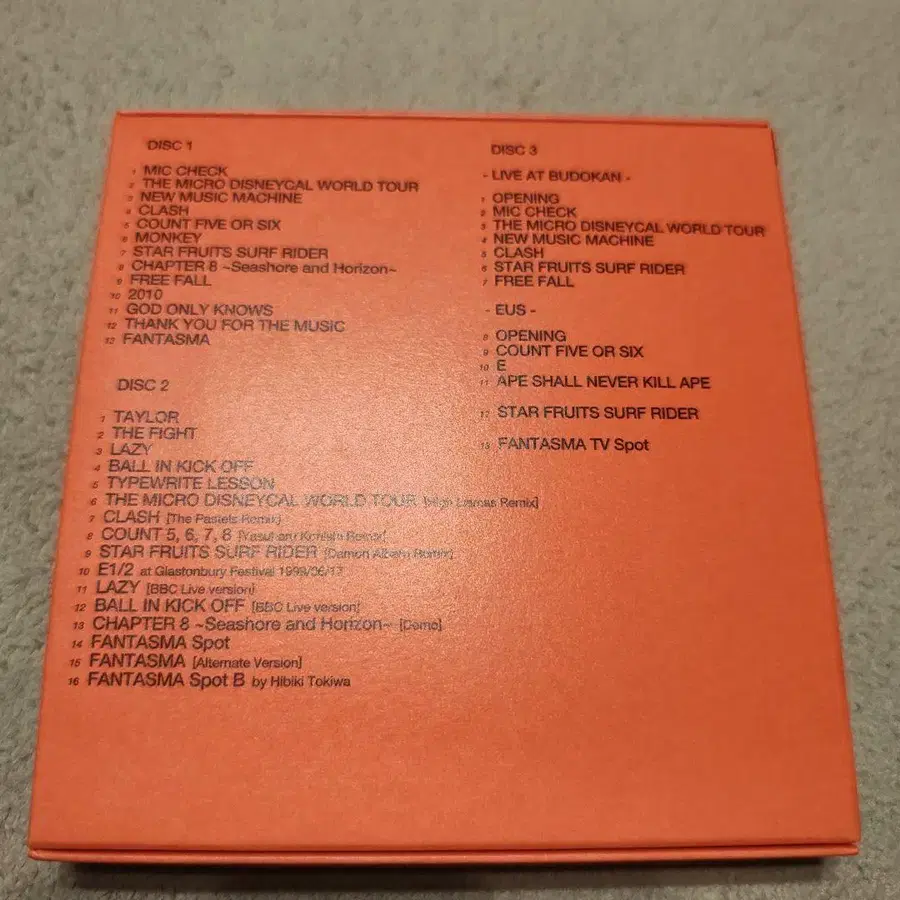 DISC 1
1 MIC CHECK
2 THE MICRO DISNEYCAL WORLD TOUR
3 NEW MUSIC MACHINE
4 CLASH
5 COUNT FIVE OR SIX
6 MONKEY
7 STAR FRUITS SURF RIDER
8 CHAPTER 8 ~Seashore and Horizon~
9 FREE FALL
10 2010
11 GOD ONLY KNOWS
12 THANK YOU FOR THE MUSIC
13 FANTASMA
DISC 2
1 TAYLOR
2 THE FIGHT
3 LAZY
4 BALL IN KICK OFF
5 TYPEWRITE LESSON
6 THE MICRO DISNEYCAL WORLD TOUR [High Llamas Remix]
7 CLASH [The Pastels Remix]
8 COUNT 5, 6, 7, 8 [Yasuharu Konishi Remix]
9 STAR FRUITS SURF RIDER [Damon Albarn Remix]
10 E1/2 at Glastonbury Festival
11 LAZY [BBC Live version]
12 BALL IN KICK OFF [BBC Live version]
13 CHAPTER 8 ~Seashore and Horizon~ [Demo]
14 FANTASMA Spot
15 FANTASMA [Alternate Version]
16 FANTASMA Spot B by Hibiki Tokiwa
DISC 3
- LIVE AT BUDOKAN -
1 OPENING
2 MIC CHECK
3 THE MICRO DISNEYCAL WORLD TOUR
4 NEW MUSIC MACHINE
5 CLASH
6 STAR FRUITS SURF RIDER
7 FREE FALL
- EUS -
8 OPENING
9 COUNT FIVE OR SIX
10 E
11 APE SHALL NEVER KILL APE
12 STAR FRUITS SURF RIDER
13 FANTASMA TV Spot